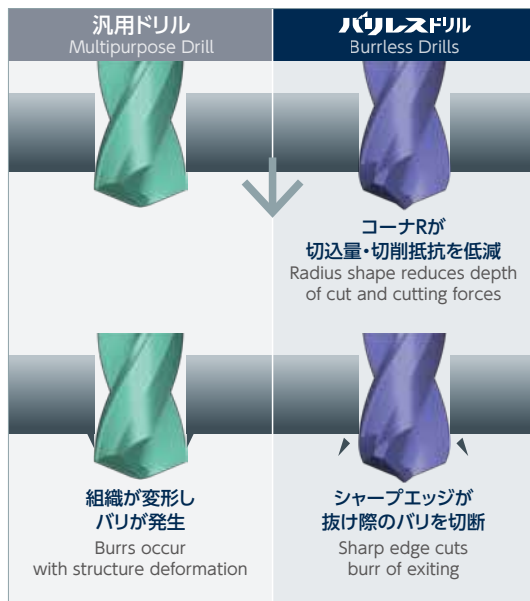 汎用ドリル
Multipurpose Drill
バリレスドリル
Burrless Drills
コーナRが
切込量・切削抵抗を低減
Radius shape reduces depth
of cut and cutting forces
組織が変形し
バリが発生
Burrs occur
with structure deformation
シャープエッジが
抜け際のバリを切断
Sharp edge cuts
burr of exiting